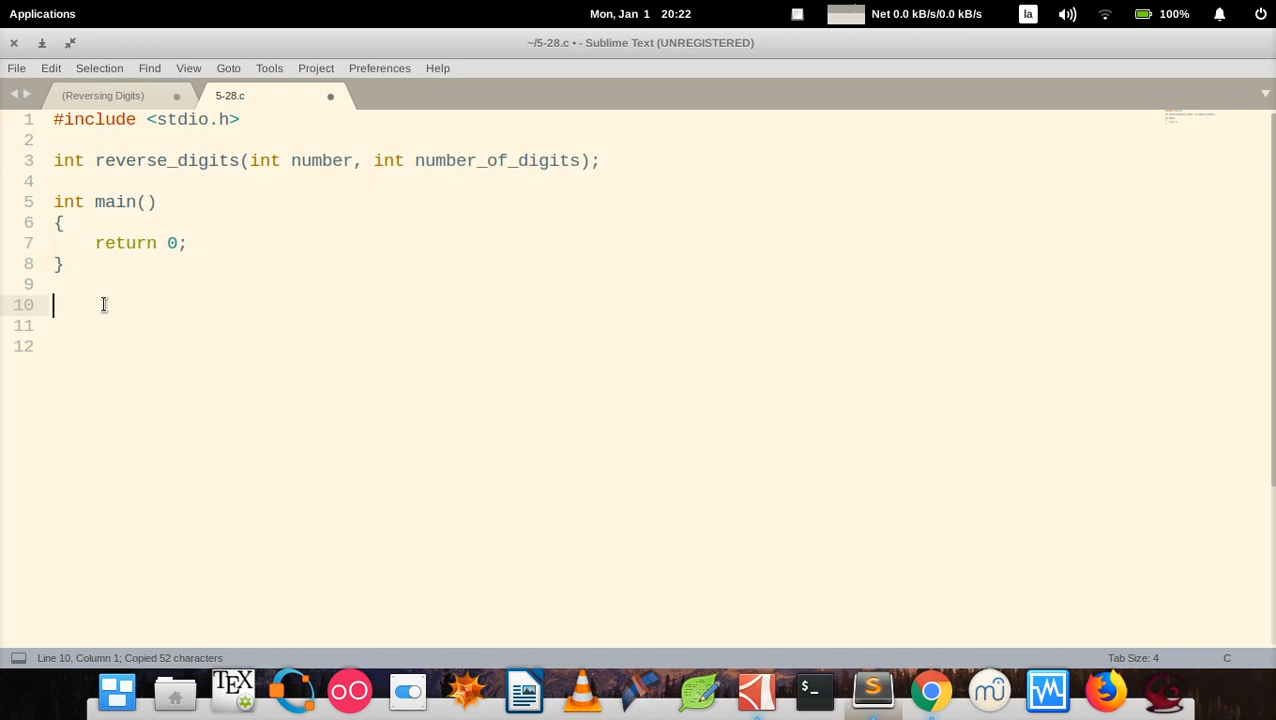 Applications
Mon, Jan 1 20:22
Net 0.0 kB/s/0.0 kB/s
la
100%
~/5-28.c • - Sublime Text (UNREGISTERED)
File Edit Selection View Find Goto Tools Project Preferences Help
(Reversing Digits)
5-28.c
1 #include <stdio.h>
2
3 int reverse_digits(int number, int number_of_digits);
4
5 int main()
6 {
7 return 0;
8 }
9
10
11
12
Line 10, Column 1; Copied 52 characters
Tab Size: 4
C
TEX
>_
S
mu